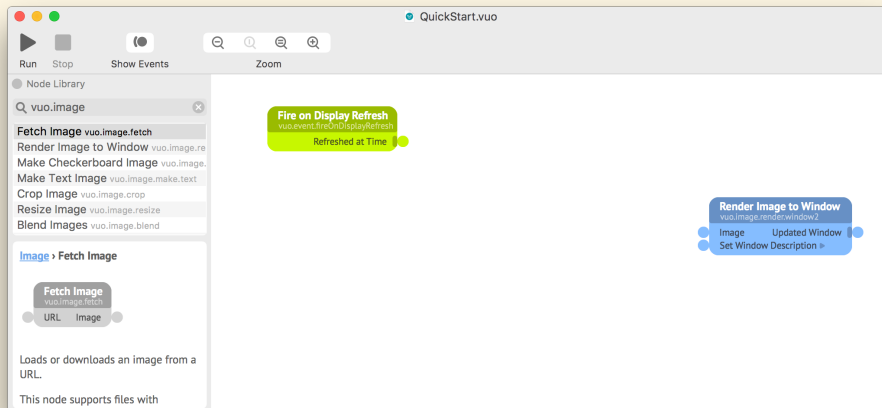 QuickStart.vuo
Run Stop Show Events Zoom
Node Library
vuo.image
Fetch Image vuo.image.fetch
Render Image to Window vuo.image.re
Make Checkerboard Image vuo.image.
Make Text Image vuo.image.make.text
Crop Image vuo.image.crop
Resize Image vuo.image.resize
Blend Images vuo.image.blend
Image › Fetch Image
Fetch Image
vuo.image.fetch
URL Image
Loads or downloads an image from a
URL.
This node supports files with
Fire on Display Refresh
vuo.event.fireOnDisplayRefresh
Refreshed at Time
Render Image to Window
vuo.image.render.window2
Image Updated Window
Set Window Description